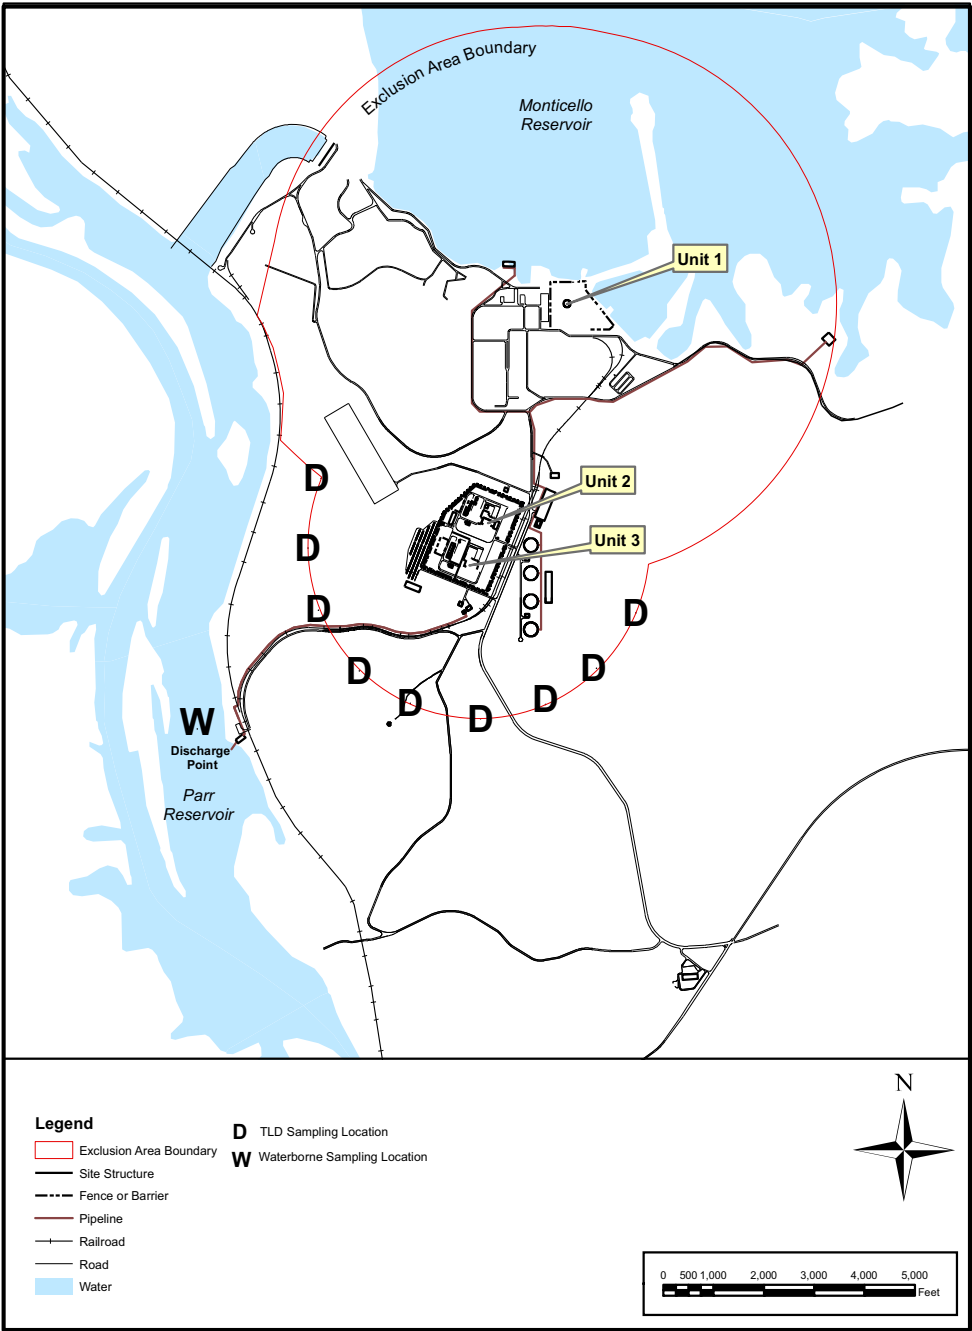 Exclusion Area Boundary
Monticello
Reservoir
Unit 1
D
Unit 2
D
Unit 3
D
D
D
D
D
D
D
W
Discharge
Point
Parr
Reservoir
Legend
Exclusion Area Boundary
Site Structure
Fence or Barrier
Pipeline
Railroad
Road
Water
D TLD Sampling Location
W Waterborne Sampling Location
N
0 500 1,000 2,000 3,000 4,000 5,000
Feet